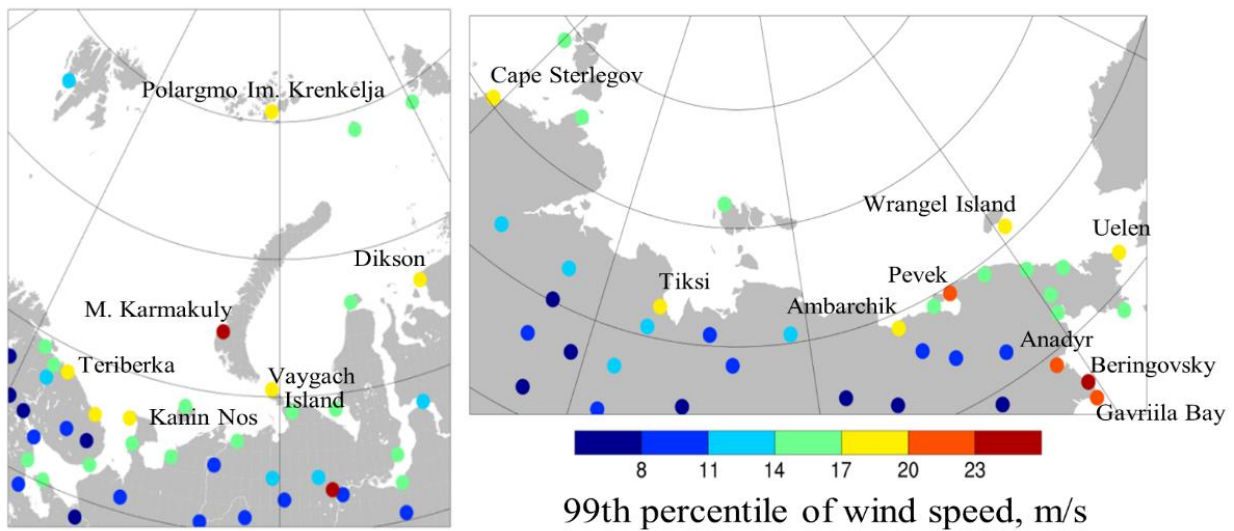 Polargmo Im. Krenkelja
Dikson
M. Karmakuly
Teriberka
Vaygach
Island
Kanin Nos
Cape Sterlegov
Wrangel Island
Uelen
Pevek
Tiksi
Ambarchik
Anadyr
Beringovsky
Gavriila Bay
8 11 14 17 20 23
99th percentile of wind speed, m/s